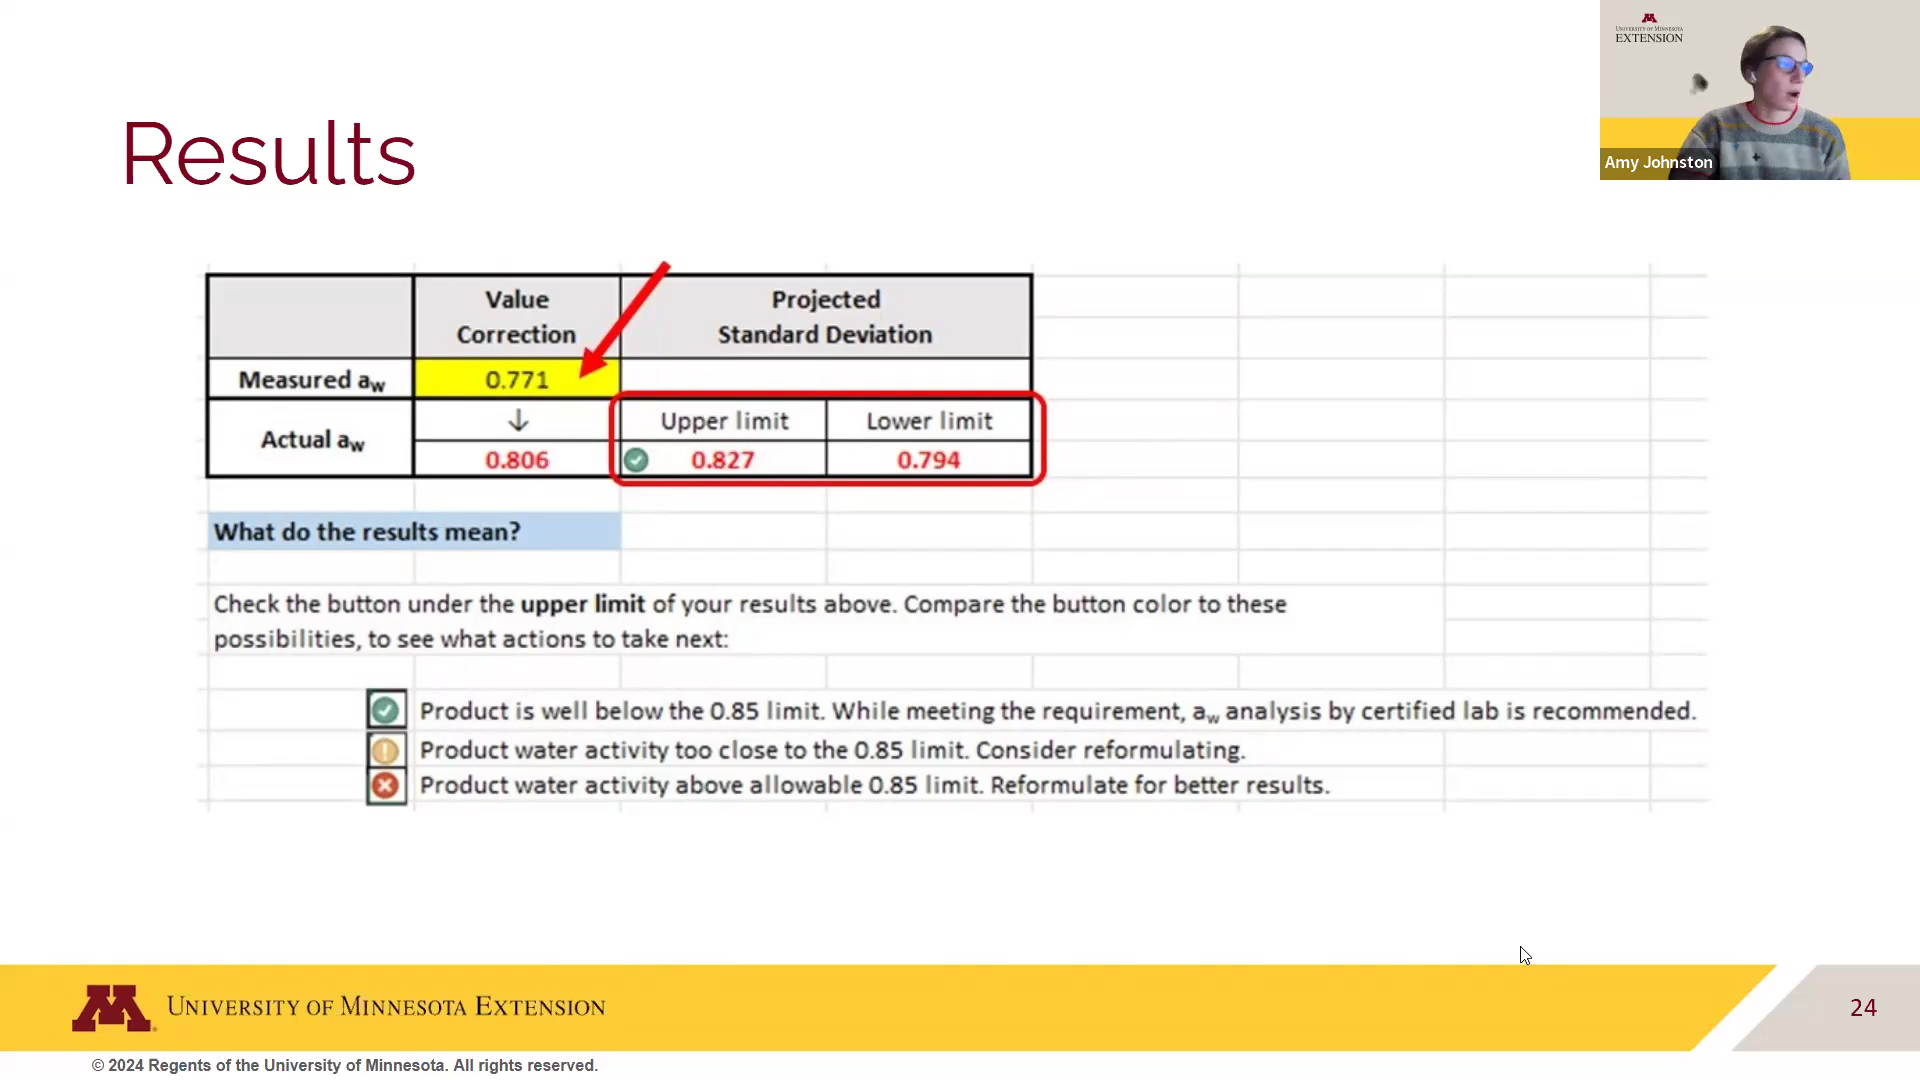 UNIVERSITY OF MINNESOTA
EXTENSION
Amy Johnston
Results
Value
Correction
Projected
Standard Deviation
Measured aw
0.771
Actual aw
↓
Upper limit
Lower limit
0.806
0.827
0.794
What do the results mean?
Check the button under the upper limit of your results above. Compare the button color to these
possibilities, to see what actions to take next:
Product is well below the 0.85 limit. While meeting the requirement, aw analysis by certified lab is recommended.
Product water activity too close to the 0.85 limit. Consider reformulating.
Product water activity above allowable 0.85 limit. Reformulate for better results.
M UNIVERSITY OF MINNESOTA EXTENSION
24
© 2024 Regents of the University of Minnesota. All rights reserved.